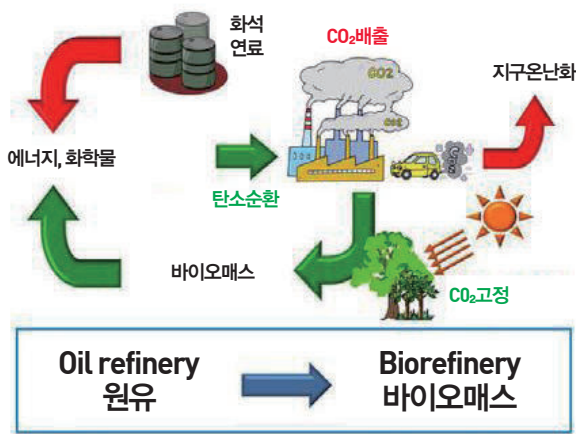 화석
연료
CO₂배출
지구온난화
CO2
CO2
에너지, 화학물
탄소순환
바이오매스
CO₂고정
Oil refinery
원유
Biorefinery
바이오매스